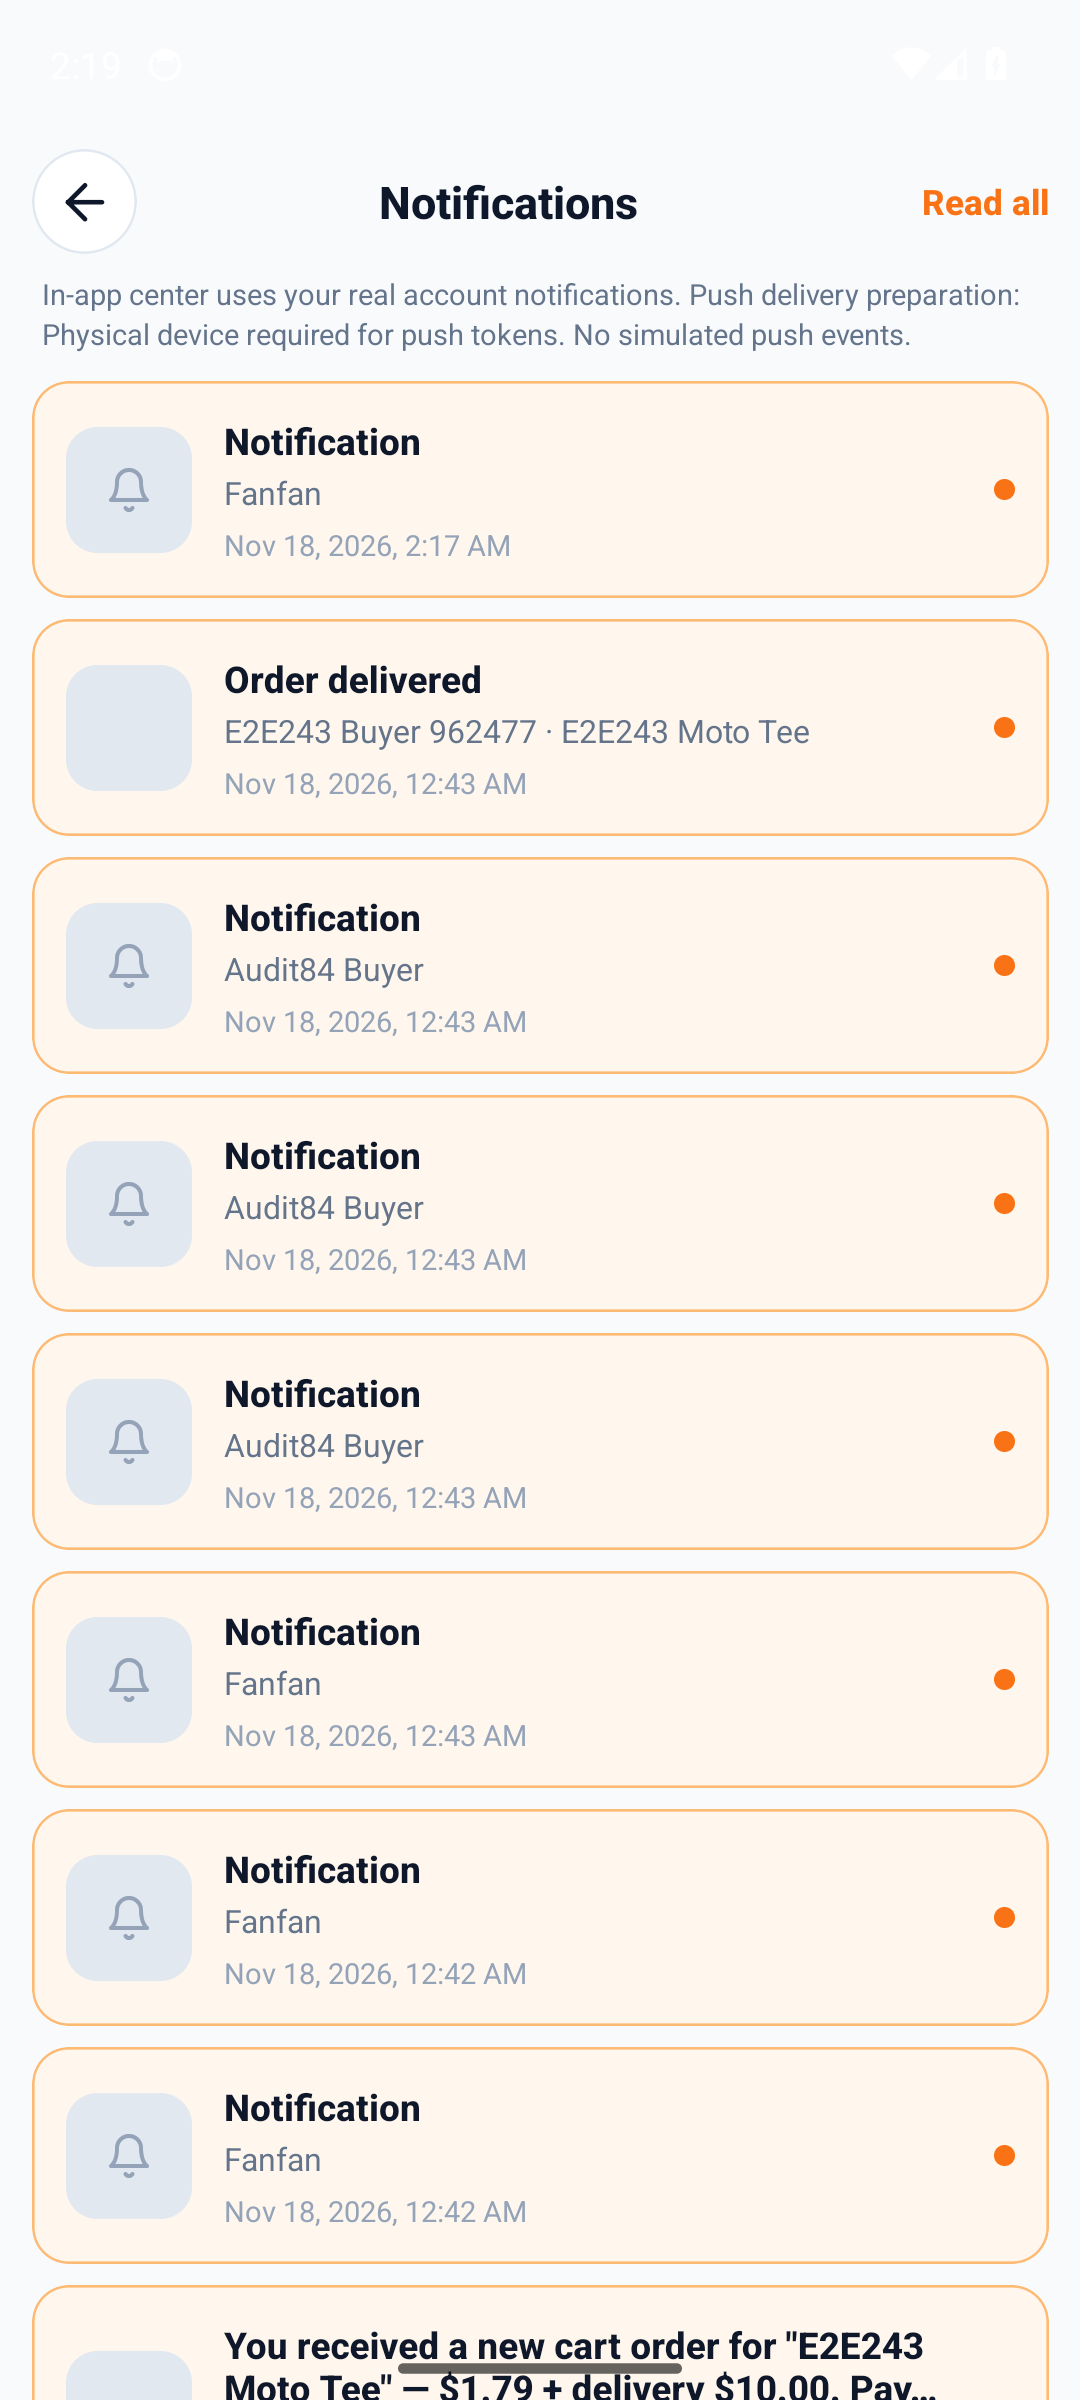 2:19
Notifications
Read all
In-app center uses your real account notifications. Push delivery preparation:
Physical device required for push tokens. No simulated push events.
Notification
Fanfan
Nov 18, 2026, 2:17 AM
Order delivered
E2E243 Buyer 962477 · E2E243 Moto Tee
Nov 18, 2026, 12:43 AM
Notification
Audit84 Buyer
Nov 18, 2026, 12:43 AM
Notification
Audit84 Buyer
Nov 18, 2026, 12:43 AM
Notification
Audit84 Buyer
Nov 18, 2026, 12:43 AM
Notification
Fanfan
Nov 18, 2026, 12:43 AM
Notification
Fanfan
Nov 18, 2026, 12:42 AM
Notification
Fanfan
Nov 18, 2026, 12:42 AM
You received a new cart order for "E2E243
Moto Tee" — $1.79 + delivery $10.00. Pay…